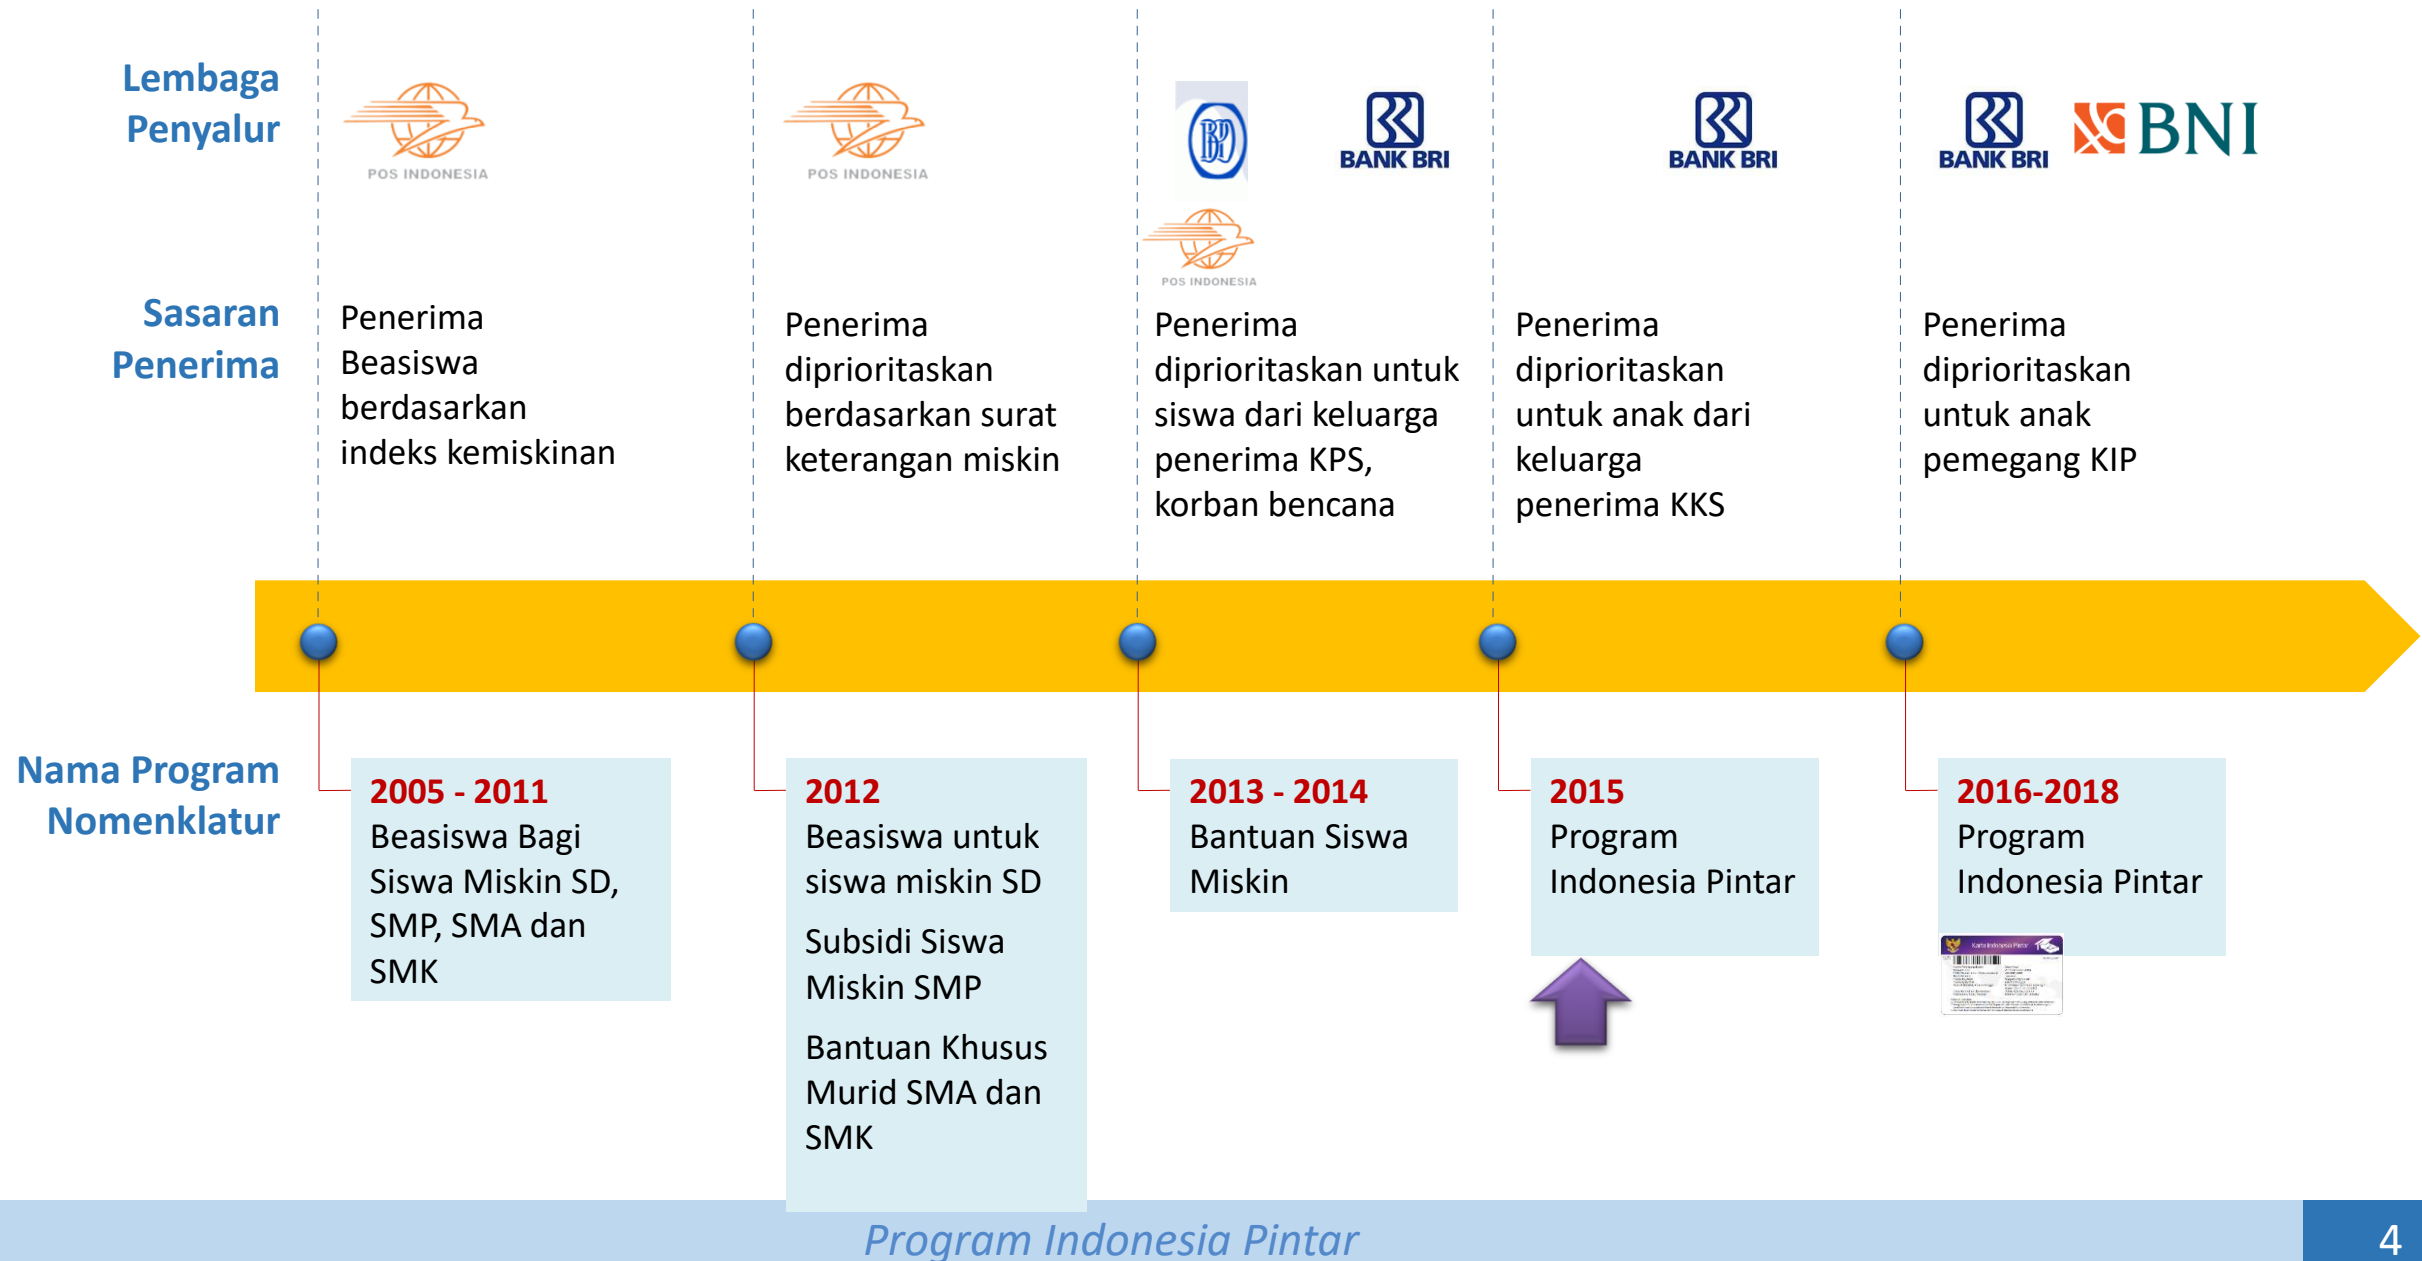 Lembaga
Penyalur
POS INDONESIA
POS INDONESIA
BPD
POS INDONESIA
BANK BRI
BANK BRI
BANK BRI
BNI
Sasaran
Penerima
Penerima
Beasiswa
berdasarkan
indeks kemiskinan
Penerima
diprioritaskan
berdasarkan surat
keterangan miskin
Penerima
diprioritaskan untuk
siswa dari keluarga
penerima KPS,
korban bencana
Penerima
diprioritaskan
untuk anak dari
keluarga
penerima KKS
Penerima
diprioritaskan
untuk anak
pemegang KIP
Nama Program
Nomenklatur
2005 - 2011
Beasiswa Bagi
Siswa Miskin SD,
SMP, SMA dan
SMK
2012
Beasiswa untuk
siswa miskin SD
Subsidi Siswa
Miskin SMP
Bantuan Khusus
Murid SMA dan
SMK
2013 - 2014
Bantuan Siswa
Miskin
2015
Program
Indonesia Pintar
2016-2018
Program
Indonesia Pintar
Kartu Indonesia Pintar
Program Indonesia Pintar
4